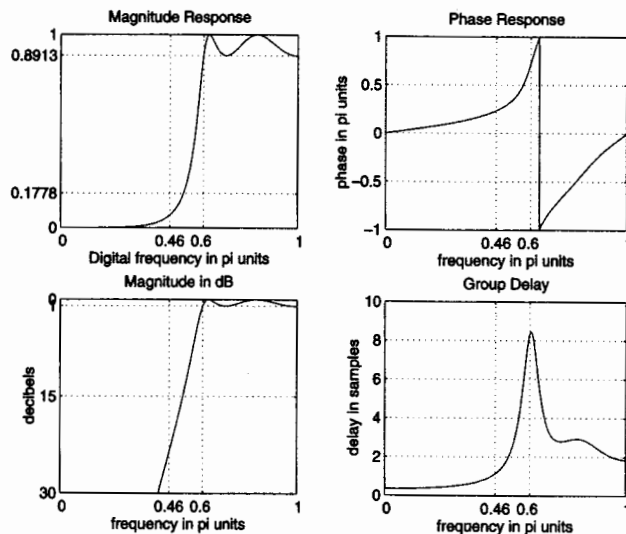 Magnitude Response
1
0.8913
0.1778
0
0 0.46 0.6 1
Digital frequency in pi units
Phase Response
phase in pi units
1
0.5
0
−0.5
−1
0 0.46 0.6 1
frequency in pi units
Magnitude in dB
decibels
0
1
15
30
0 0.46 0.6 1
frequency in pi units
Group Delay
delay in samples
10
8
6
4
2
0
0 0.46 0.6 1
frequency in pi units